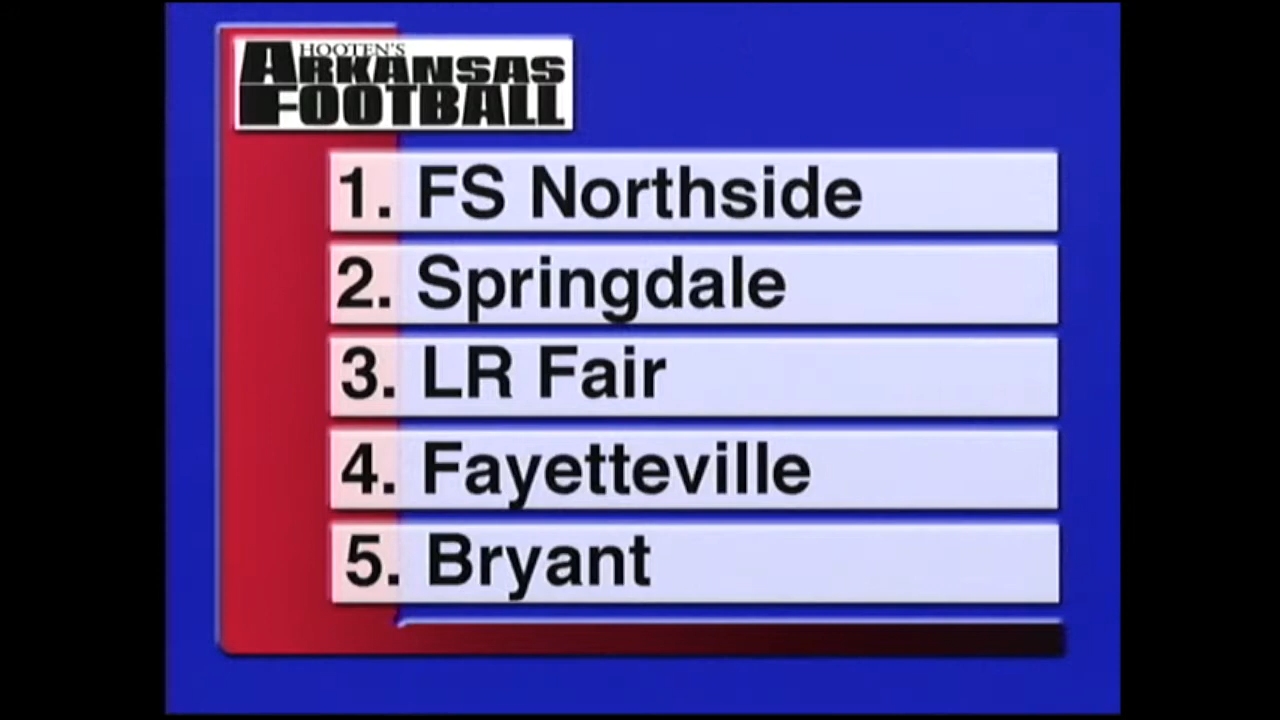 HOOTEN'S
ARKANSAS
FOOTBALL
1. FS Northside
2. Springdale
3. LR Fair
4. Fayetteville
5. Bryant